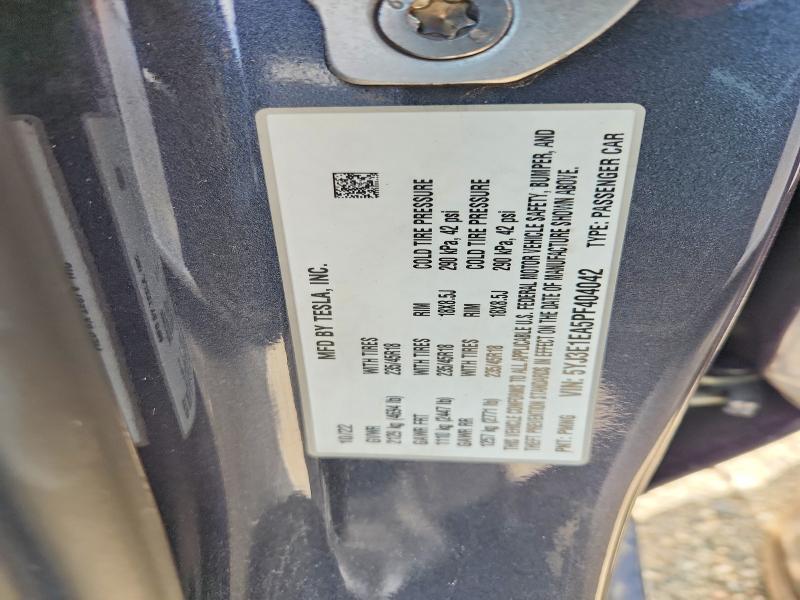 MFD BY TESLA, INC.
10/22
GVWR WITH TIRES RIM COLD TIRE PRESSURE
2129 kg (4694 lb) 235/45R18 18X8.5J 290 kPa, 42 psi
GAWR FRT WITH TIRES RIM COLD TIRE PRESSURE
1110 kg (2447 lb) 235/45R18 18X8.5J 290 kPa, 42 psi
GAWR RR
1257 kg (2771 lb) 235/45R18
THIS VEHICLE CONFORMS TO ALL APPLICABLE U.S. FEDERAL MOTOR VEHICLE SAFETY, BUMPER, AND
THEFT PREVENTION STANDARDS IN EFFECT ON THE DATE OF MANUFACTURE SHOWN ABOVE.
PNT: PMNG VIN: 5YJ3E1EA5PF404042 TYPE: PASSENGER CAR